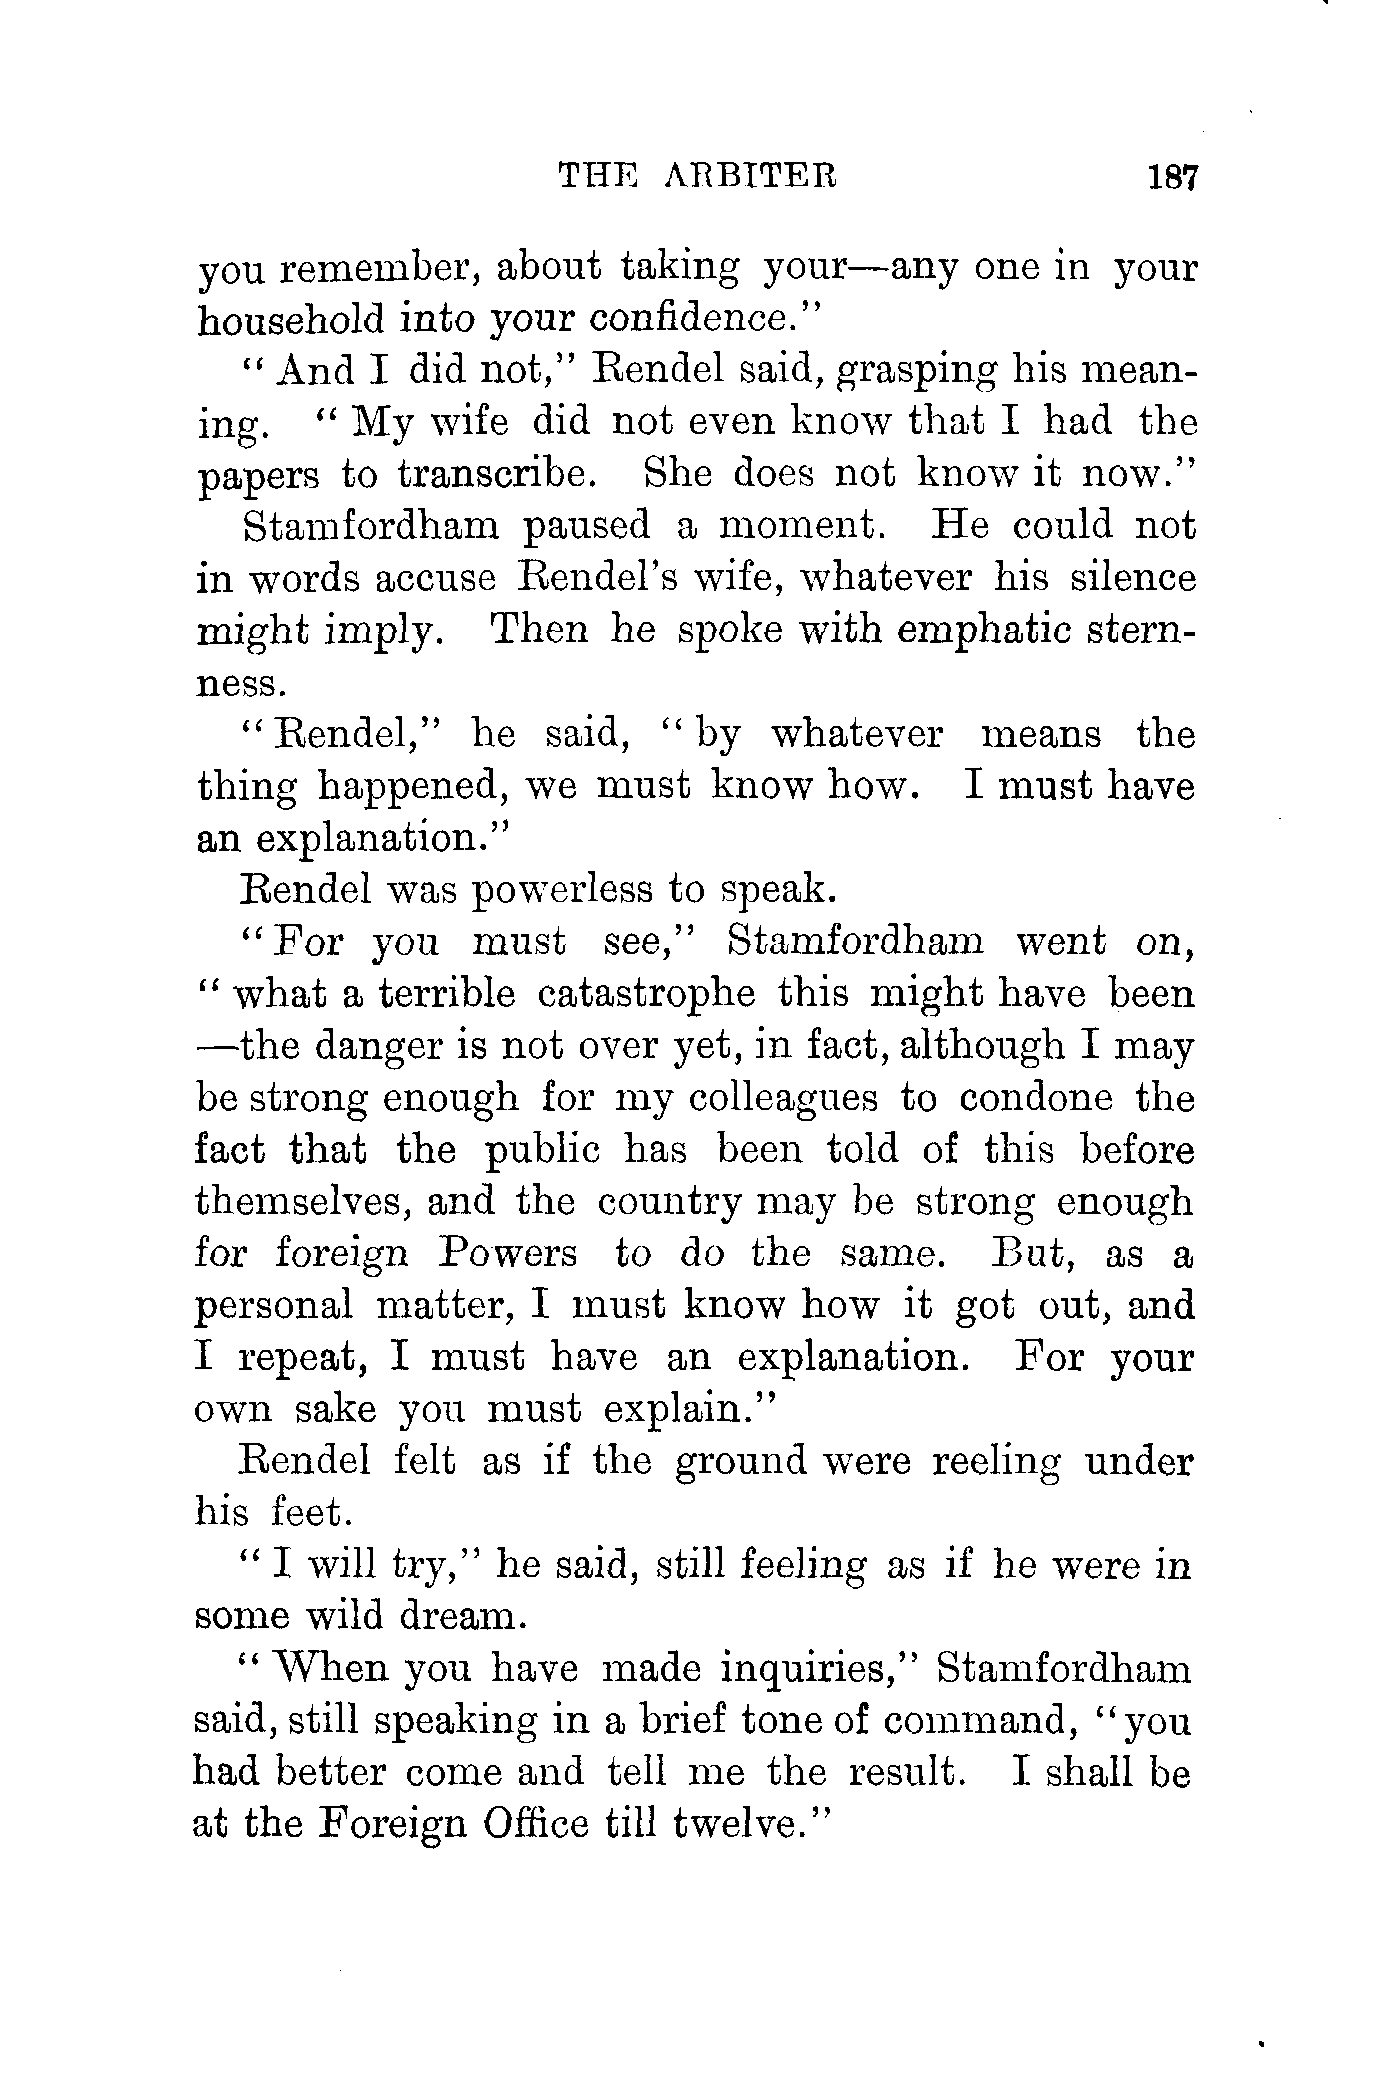 THE ARBITER 187
you remember, about taking your—any one in your
household into your confidence."
"And I did not," Rendel said, grasping his mean-
ing. "My wife did not even know that I had the
papers to transcribe. She does not know it now."
Stamfordham paused a moment. He could not
in words accuse Rendel's wife, whatever his silence
might imply. Then he spoke with emphatic stern-
ness.
"Rendel," he said, "by whatever means the
thing happened, we must know how. I must have
an explanation."
Rendel was powerless to speak.
"For you must see," Stamfordham went on,
"what a terrible catastrophe this might have been
—the danger is not over yet, in fact, although I may
be strong enough for my colleagues to condone the
fact that the public has been told of this before
themselves, and the country may be strong enough
for foreign Powers to do the same. But, as a
personal matter, I must know how it got out, and
I repeat, I must have an explanation. For your
own sake you must explain."
Rendel felt as if the ground were reeling under
his feet.
"I will try," he said, still feeling as if he were in
some wild dream.
"When you have made inquiries," Stamfordham
said, still speaking in a brief tone of command, "you
had better come and tell me the result. I shall be
at the Foreign Office till twelve."